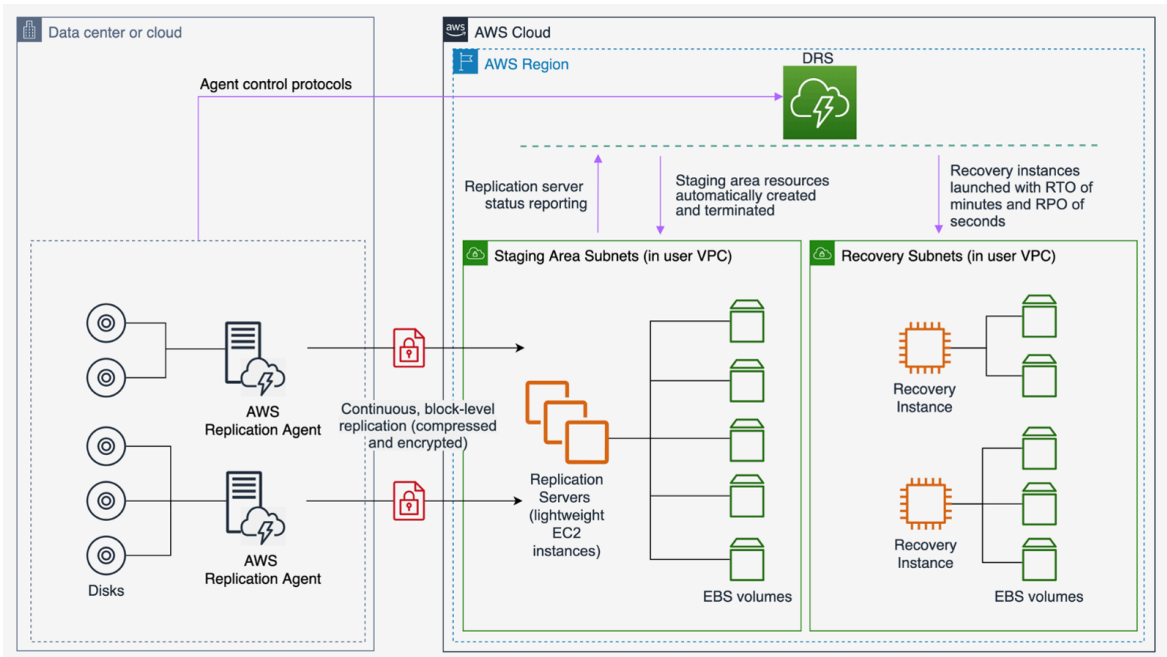 Data center or cloud
aws
AWS Cloud
AWS Region
DRS
Agent control protocols
Replication server
status reporting
Staging area resources
automatically created
and terminated
Recovery instances
launched with RTO of
minutes and RPO of
seconds
Staging Area Subnets (in user VPC)
Recovery Subnets (in user VPC)
AWS
Replication Agent
Continuous, block-level
replication (compressed
and encrypted)
AWS
Replication Agent
Disks
Replication
Servers
(lightweight
EC2
instances)
EBS volumes
Recovery
Instance
Recovery
Instance
EBS volumes